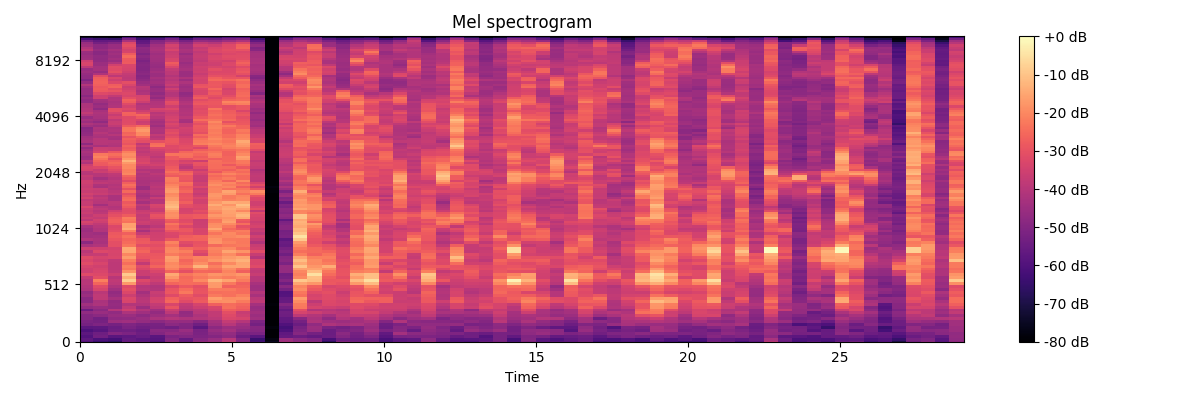 Mel spectrogram
Hz
8192
4096
2048
1024
512
0
0 5 10 15 20 25
Time
+0 dB
-10 dB
-20 dB
-30 dB
-40 dB
-50 dB
-60 dB
-70 dB
-80 dB